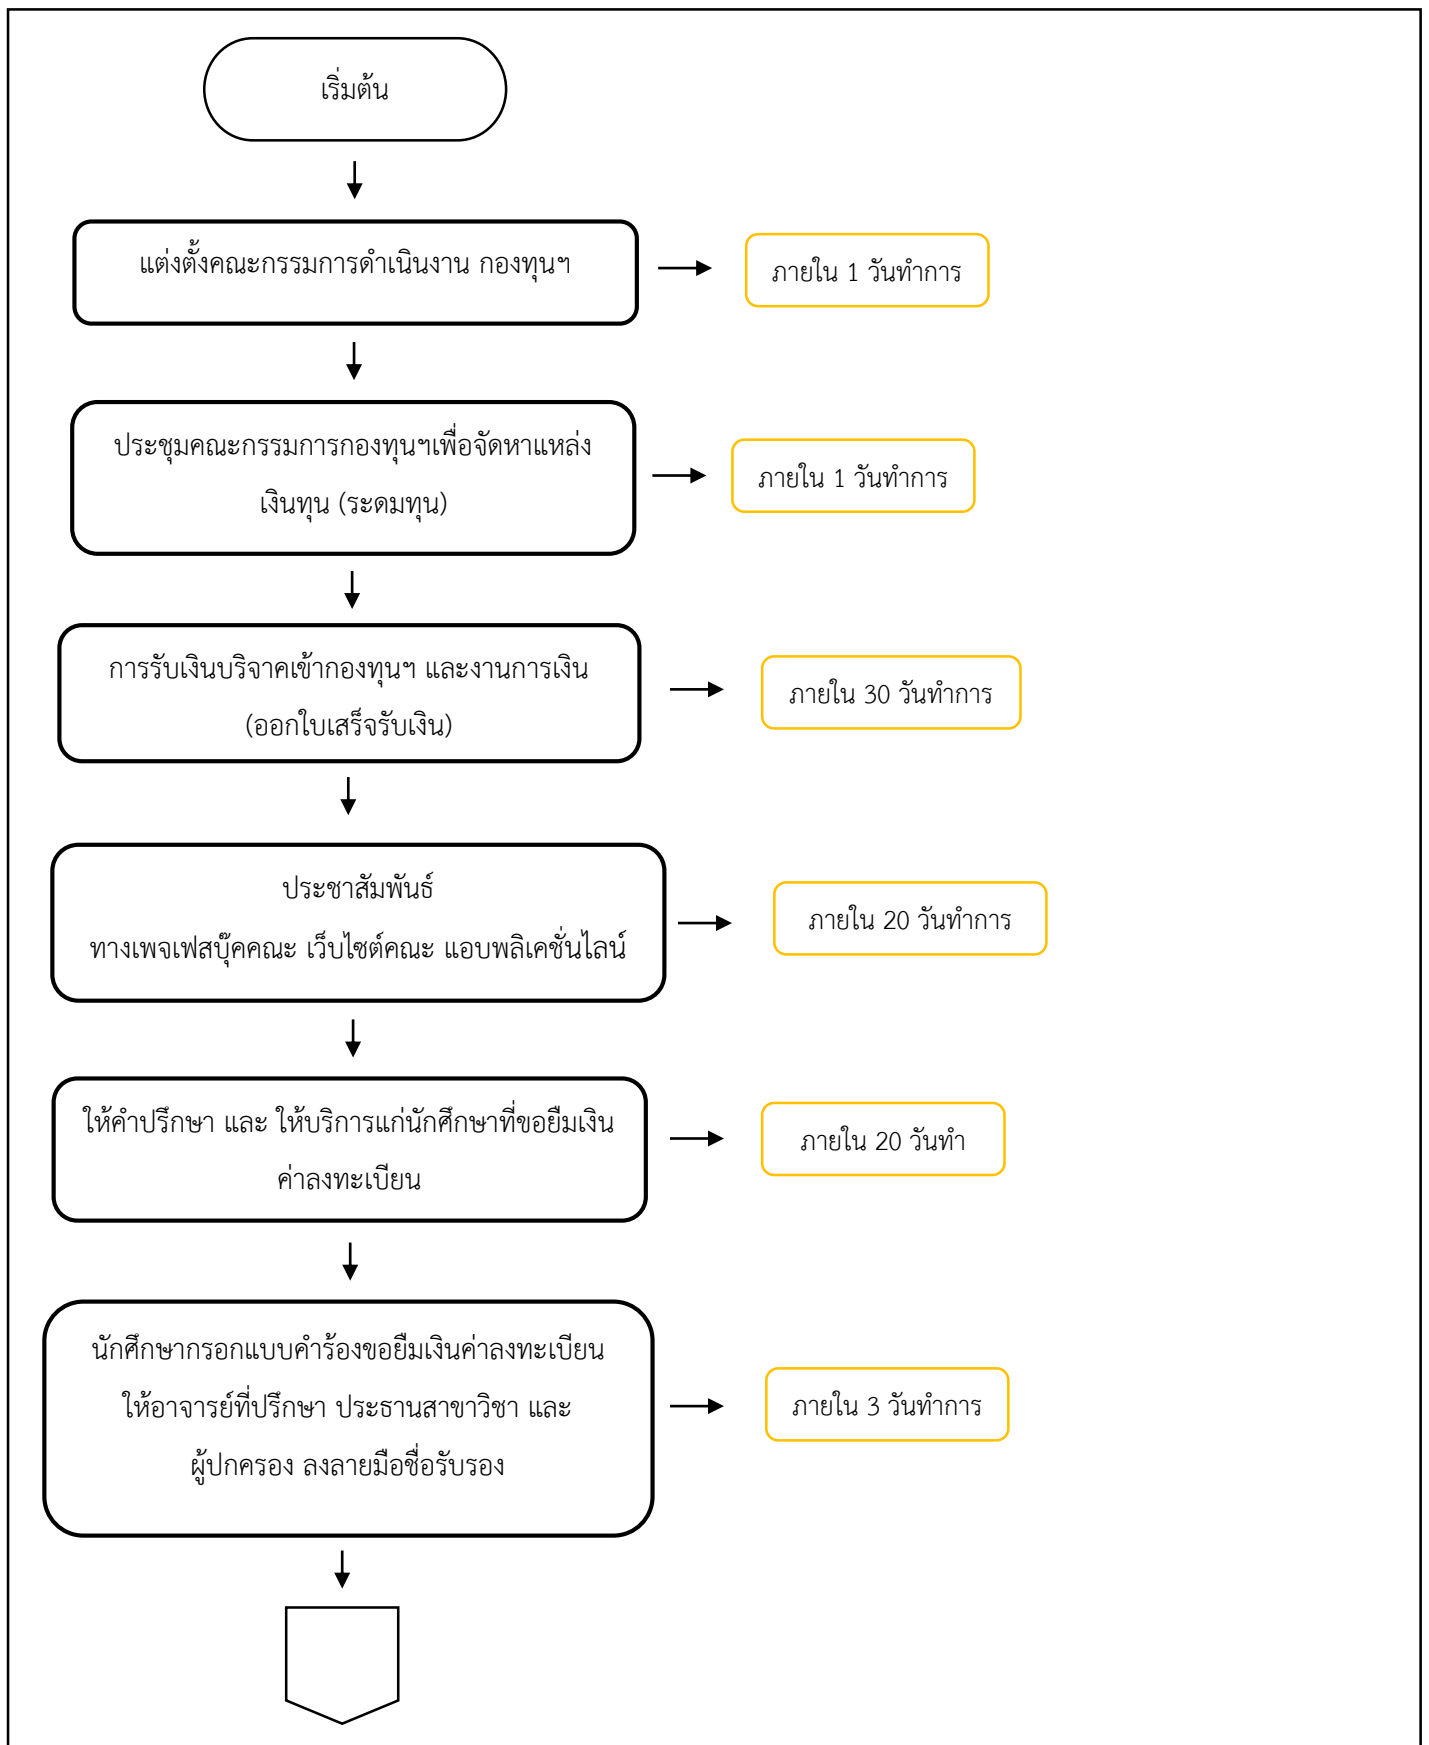 เริ่มต้น
แต่งตั้งคณะกรรมการดำเนินงาน กองทุนฯ
ภายใน 1 วันทำการ
ประชุมคณะกรรมการกองทุนฯเพื่อจัดหาแหล่ง
เงินทุน (ระดมทุน)
ภายใน 1 วันทำการ
การรับเงินบริจาคเข้ากองทุนฯ และงานการเงิน
(ออกใบเสร็จรับเงิน)
ภายใน 30 วันทำการ
ประชาสัมพันธ์
ทางเพจเฟสบุ๊คคณะ เว็บไซต์คณะ แอบพลิเคชั่นไลน์
ภายใน 20 วันทำการ
ให้คำปรึกษา และ ให้บริการแก่นักศึกษาที่ขอยืมเงิน
ค่าลงทะเบียน
ภายใน 20 วันทำ
นักศึกษากรอกแบบคำร้องขอยืมเงินค่าลงทะเบียน
ให้อาจารย์ที่ปรึกษา ประธานสาขาวิชา และ
ผู้ปกครอง ลงลายมือชื่อรับรอง
ภายใน 3 วันทำการ